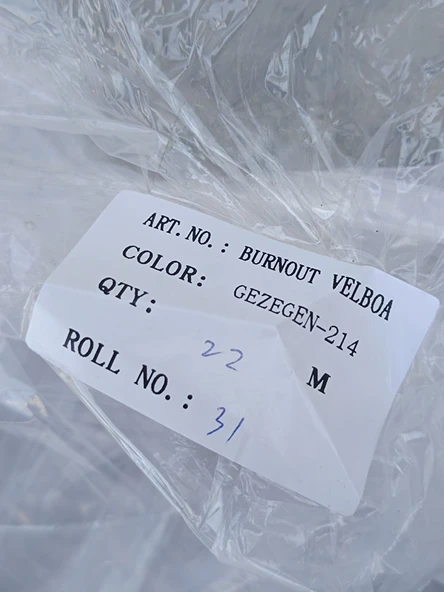 ART.NO.: BURNOUT VELBOA
COLOR: GEZEGEN-214
QTY: 22 M
ROLL NO.: 31